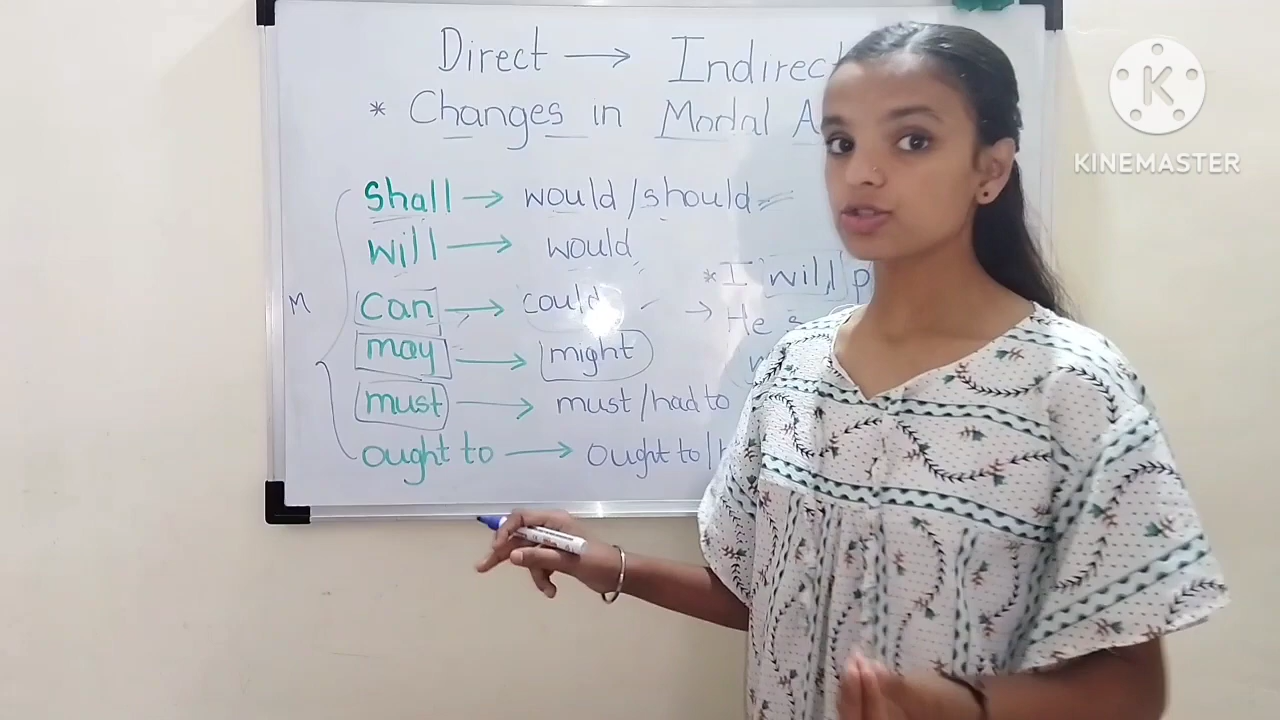 Direct → Indirect
* Changes in Modal A
shall → would / should
will → would
can → could
may → might
must → must / had to
ought to → ought to /
* I will p
→ He
M
K
KINEMASTER